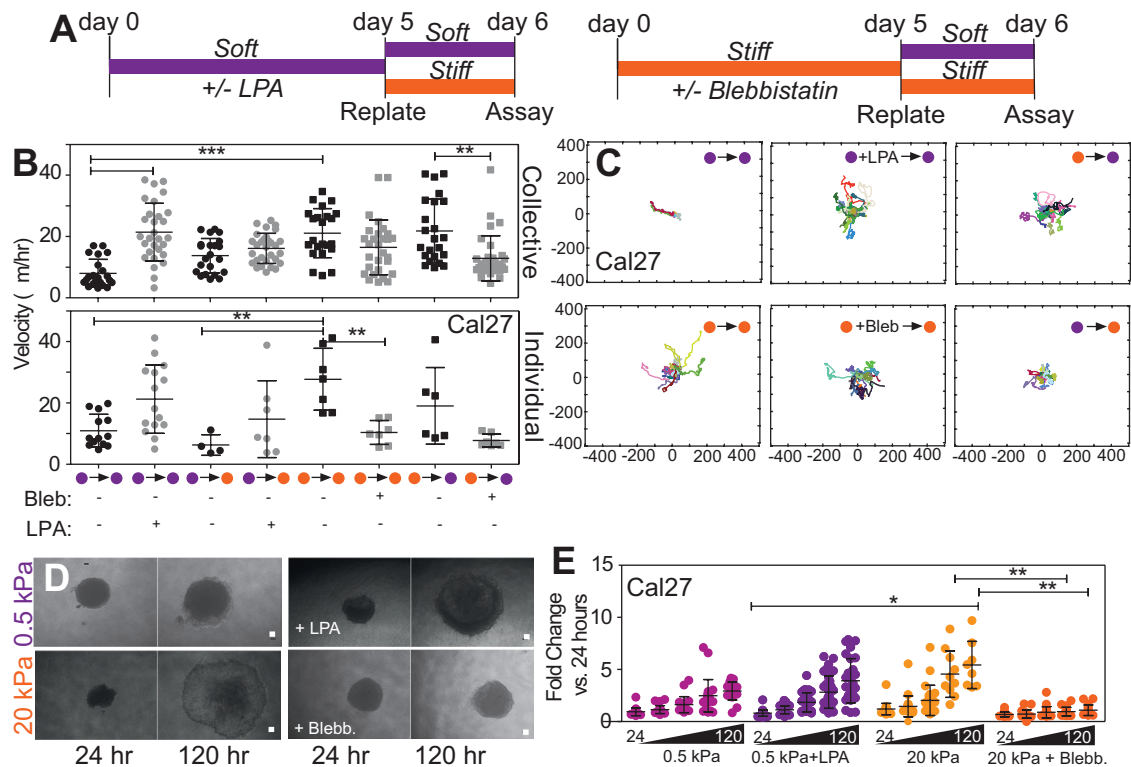 A
day 0
day 5
day 6
Soft
Soft
+/- LPA
Stiff
Replate
Assay
day 0
day 5
day 6
Stiff
Soft
+/- Blebbistatin
Stiff
Replate
Assay
B
Velocity ( m/hr)
40
20
0
***
**
Collective
40
20
0
**
**
Cal27
Individual
Bleb: - - - - - + - +
LPA: - + - + - - - -
C
400
200
0
-200
-400
+LPA
Cal27
400
200
0
-200
-400
+Bleb
-400 -200 0 200 400
-400 -200 0 200 400
-400 -200 0 200 400
D
0.5 kPa
20 kPa
+ LPA
+ Blebb.
24 hr
120 hr
24 hr
120 hr
E
Cal27
Fold Change
vs. 24 hours
15
10
5
0
*
**
**
24 120
24 120
24 120
24 120
0.5 kPa
0.5 kPa+LPA
20 kPa
20 kPa + Blebb.